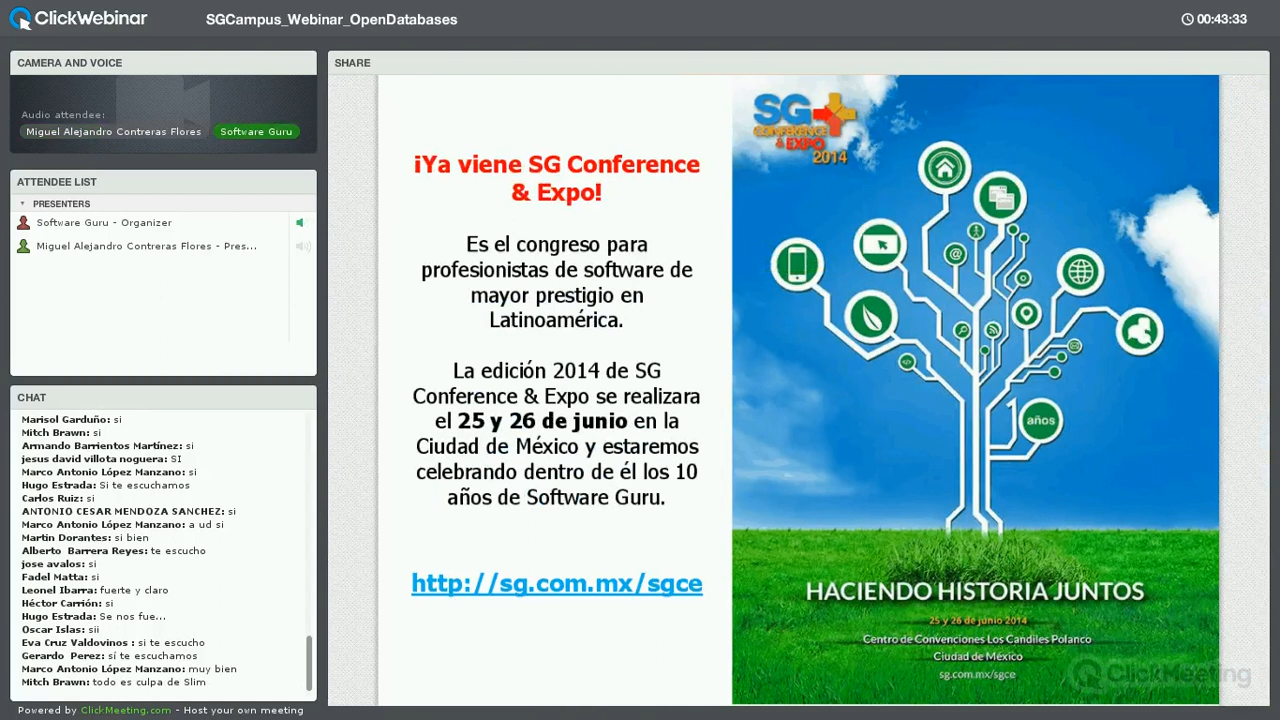 ClickWebinar
SGCampus_Webinar_OpenDatabases
00:43:33
CAMERA AND VOICE
Audio attendee:
Miguel Alejandro Contreras Flores
Software Guru
ATTENDEE LIST
PRESENTERS
Software Guru - Organizer
Miguel Alejandro Contreras Flores - Pres...
CHAT
Marisol Garduño: si
Mitch Brawn: si
Armando Barrientos Martínez: si
jesus david villota noguera: SI
Marco Antonio López Manzano: si
Hugo Estrada: Si te escuchamos
Carlos Ruiz: si
ANTONIO CESAR MENDOZA SANCHEZ: si
Marco Antonio López Manzano: a ud si
Martin Dorantes: si bien
Alberto Barrera Reyes: te escucho
jose avalos: si
Fadel Matta: si
Leonel Ibarra: fuerte y claro
Héctor Carrión: si
Hugo Estrada: Se nos fue...
Oscar Islas: sii
Eva Cruz Valdovinos : si te escucho
Gerardo Perez: sí te escuchamos
Marco Antonio López Manzano: muy bien
Mitch Brawn: todo es culpa de Slim
Powered by ClickMeeting.com - Host your own meeting
SHARE
¡Ya viene SG Conference
& Expo!
Es el congreso para
profesionistas de software de
mayor prestigio en
Latinoamérica.
La edición 2014 de SG
Conference & Expo se realizara
el 25 y 26 de junio en la
Ciudad de México y estaremos
celebrando dentro de él los 10
años de Software Guru.
http://sg.com.mx/sgce
SG
CONFERENCE
& EXPO
2014
@
años
HACIENDO HISTORIA JUNTOS
25 y 26 de junio 2014
Centro de Convenciones Los Candiles Polanco
Ciudad de México
sg.com.mx/sgce
ClickMeeting